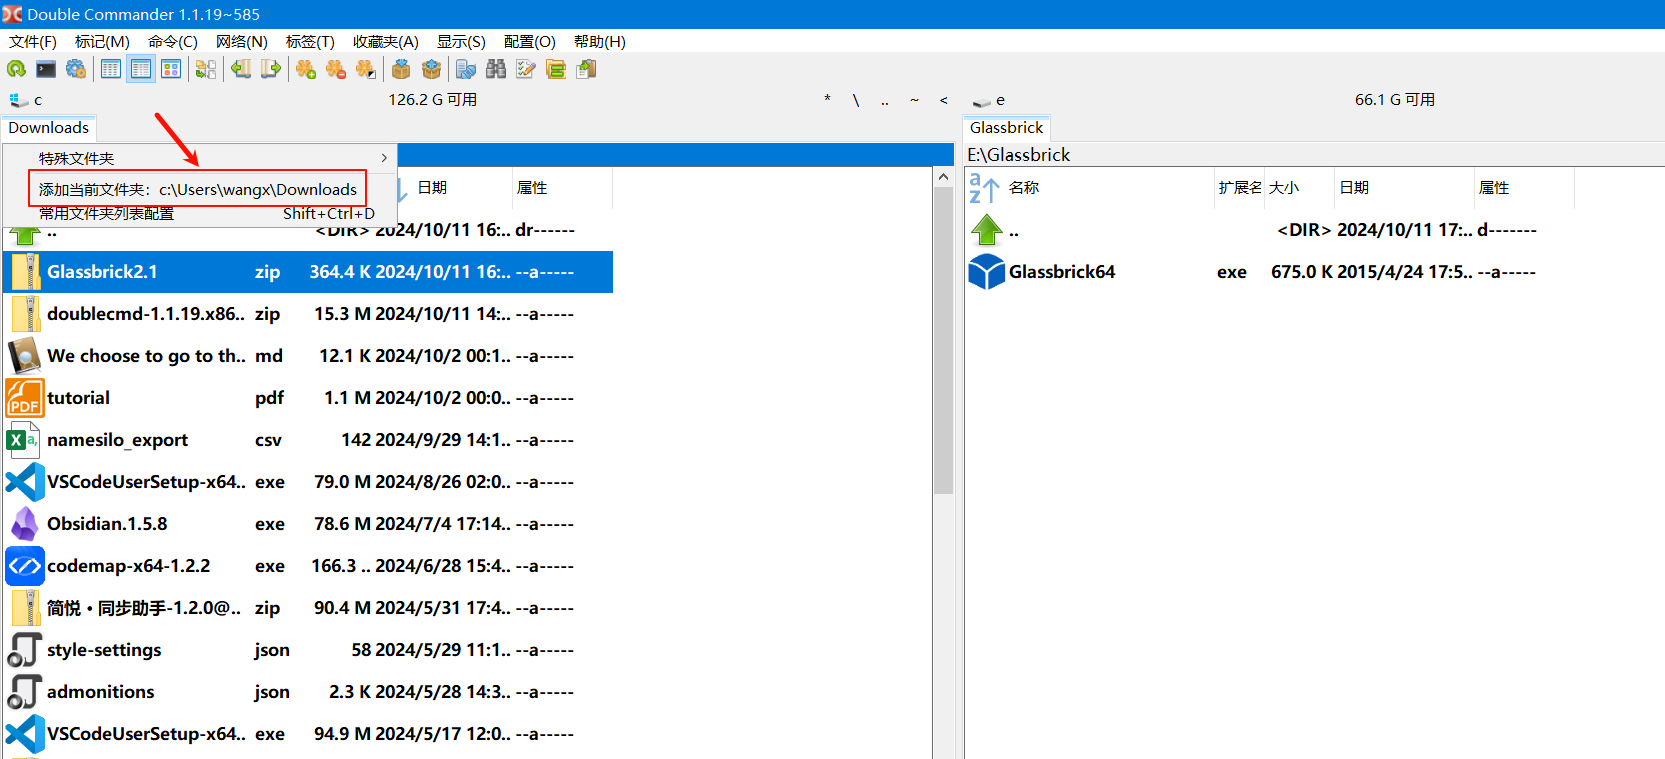 Double Commander 1.1.19~585
文件(F) 标记(M) 命令(C) 网络(N) 标签(T) 收藏夹(A) 显示(S) 配置(O) 帮助(H)
c 126.2 G 可用 * \ .. ~ <
Downloads
特殊文件夹 >
添加当前文件夹：c:\Users\wangx\Downloads
常用文件夹列表配置 Shift+Ctrl+D
日期 属性
.. <DIR> 2024/10/11 16:.. dr------
Glassbrick2.1 zip 364.4 K 2024/10/11 16:.. --a-----
doublecmd-1.1.19.x86.. zip 15.3 M 2024/10/11 14:.. --a-----
We choose to go to th.. md 12.1 K 2024/10/2 00:1.. --a-----
PDF tutorial pdf 1.1 M 2024/10/2 00:0.. --a-----
X a, namesilo_export csv 142 2024/9/29 14:1.. --a-----
VSCodeUserSetup-x64.. exe 79.0 M 2024/8/26 02:0.. --a-----
Obsidian.1.5.8 exe 78.6 M 2024/7/4 17:14.. --a-----
codemap-x64-1.2.2 exe 166.3 .. 2024/6/28 15:4.. --a-----
简悦•同步助手-1.2.0@.. zip 90.4 M 2024/5/31 17:4.. --a-----
style-settings json 58 2024/5/29 11:1.. --a-----
admonitions json 2.3 K 2024/5/28 14:3.. --a-----
VSCodeUserSetup-x64.. exe 94.9 M 2024/5/17 12:0.. --a-----
e 66.1 G 可用
Glassbrick
E:\Glassbrick
a z 名称 扩展名 大小 日期 属性
.. <DIR> 2024/10/11 17:.. d-------
Glassbrick64 exe 675.0 K 2015/4/24 17:5.. --a-----